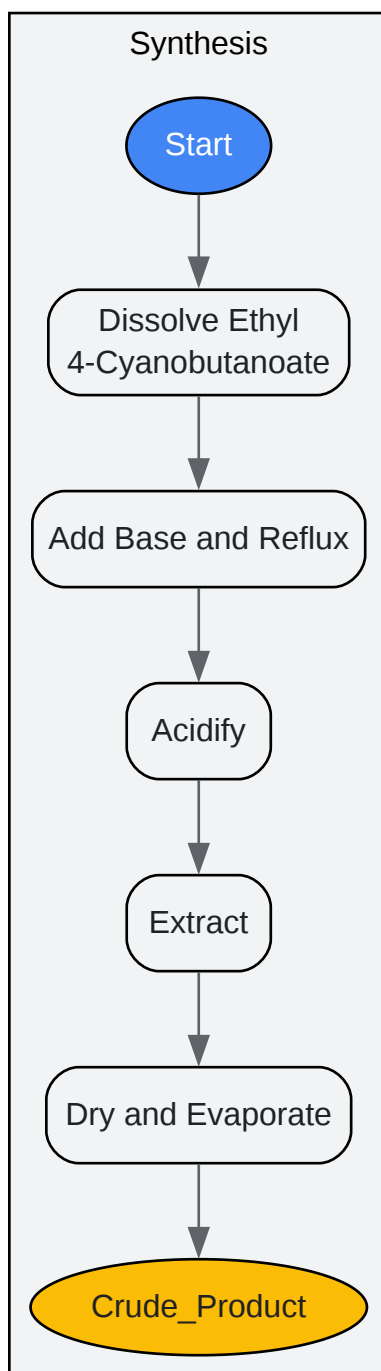 Synthesis
Start
Dissolve Ethyl
4-Cyanobutanoate
Add Base and Reflux
Acidify
Extract
Dry and Evaporate
Crude_Product